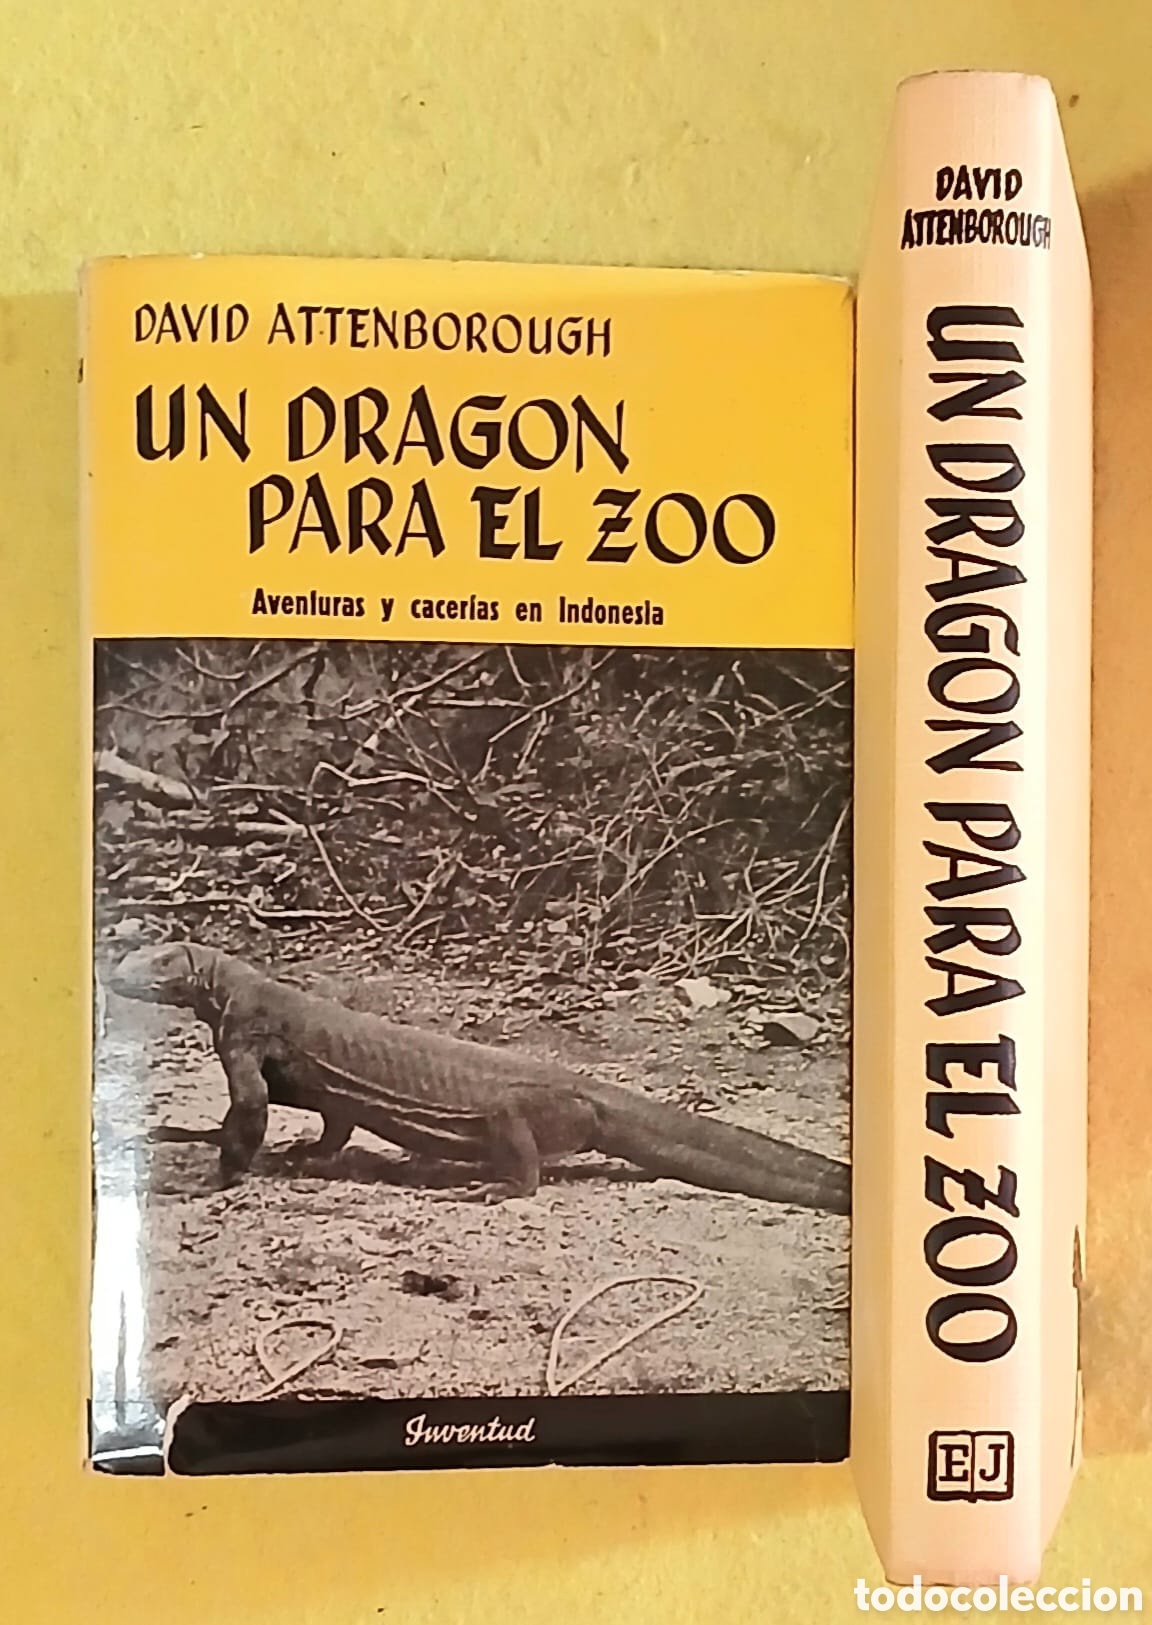 DAVID ATTENBOROUGH
UN DRAGON
PARA EL ZOO
Aventuras y cacerías en Indonesia
Juventud
DAVID
ATTENBOROUGH
UN DRAGON PARA EL ZOO
EJ
todocoleccion